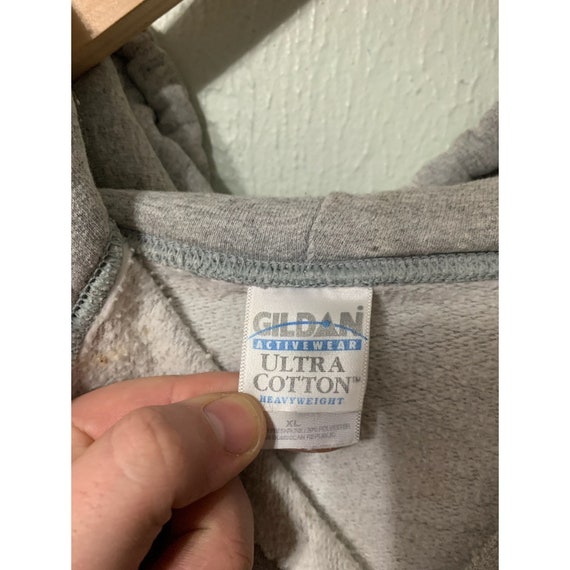 GILDAN
ACTIVEWEAR
ULTRA
COTTON™
HEAVYWEIGHT
XL